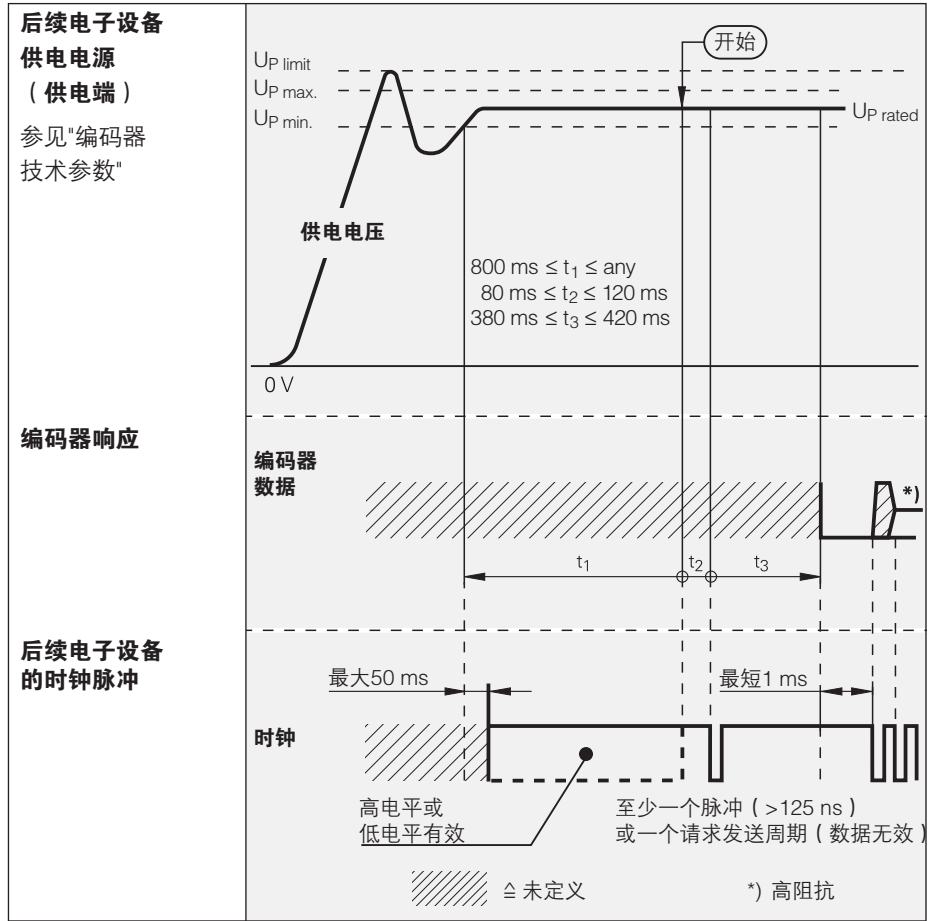 后续电子设备
供电电源
（供电端）
参见"编码器
技术参数"
开始
UP limit
UP max.
UP min.
UP rated
供电电压
800 ms ≤ t1 ≤ any
80 ms ≤ t2 ≤ 120 ms
380 ms ≤ t3 ≤ 420 ms
0 V
编码器响应
编码器
数据
*)
t1
t2
t3
后续电子设备
的时钟脉冲
最大50 ms
最短1 ms
时钟
高电平或
低电平有效
至少一个脉冲（>125 ns）
或一个请求发送周期（数据无效）
≙ 未定义
*) 高阻抗